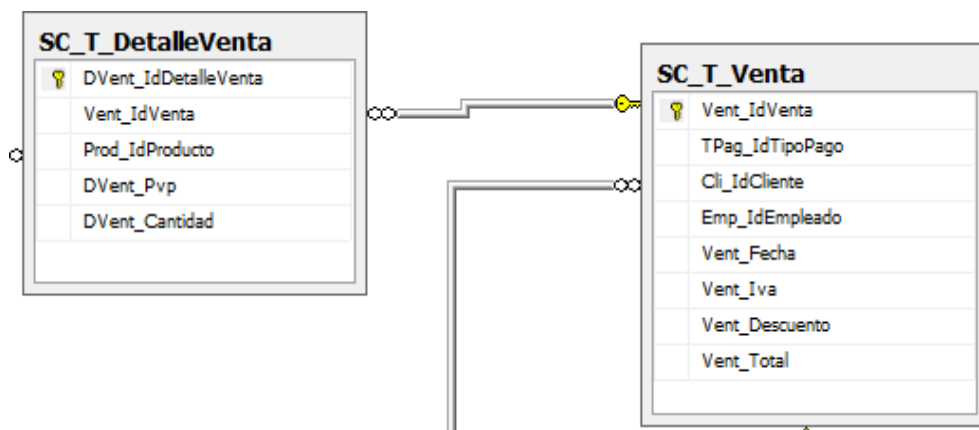 SC_T_DetalleVenta
DVent_IdDetalleVenta
Vent_IdVenta
Prod_IdProducto
DVent_Pvp
DVent_Cantidad
SC_T_Venta
Vent_IdVenta
TPag_IdTipoPago
Cli_IdCliente
Emp_IdEmpleado
Vent_Fecha
Vent_Iva
Vent_Descuento
Vent_Total